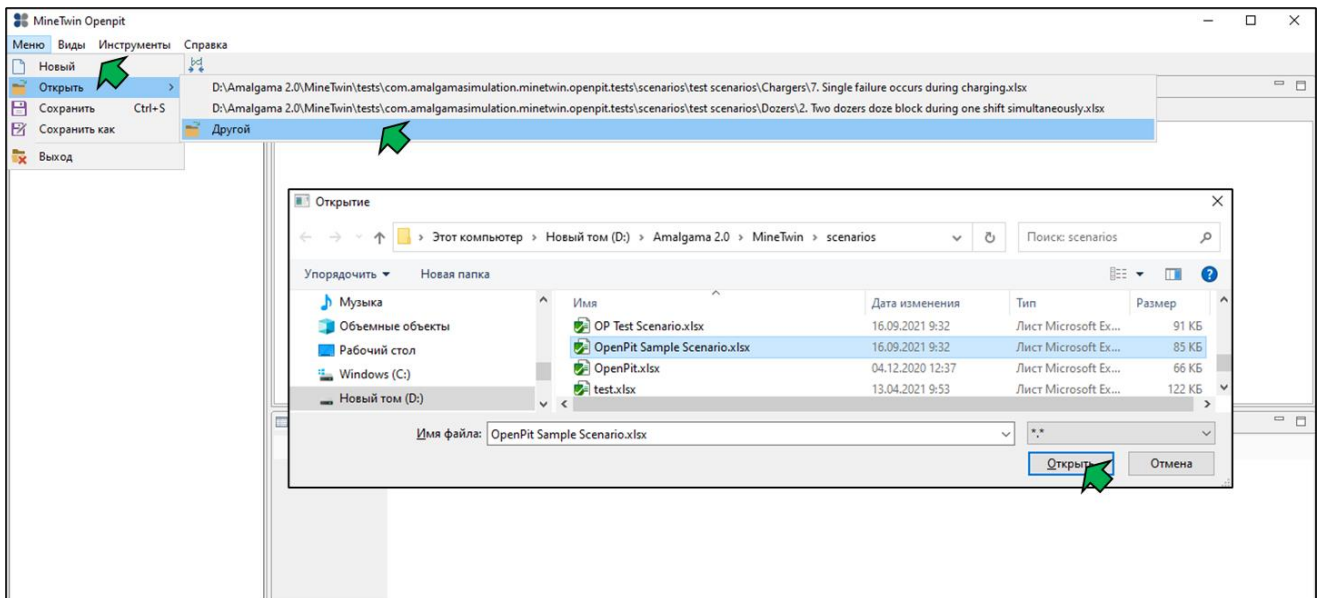 MineTwin Openpit
Меню Виды Инструменты Справка
Новый
Открыть
D:\Amalgama 2.0\MineTwin\tests\com.amalgamasimulation.minetwin.openpit.tests\scenarios\test scenarios\Chargers\7. Single failure occurs during charging.xlsx
Сохранить Ctrl+S
D:\Amalgama 2.0\MineTwin\tests\com.amalgamasimulation.minetwin.openpit.tests\scenarios\test scenarios\Dozers\2. Two dozers doze block during one shift simultaneously.xlsx
Сохранить как
Другой
Выход
Открытие
Этот компьютер › Новый том (D:) › Amalgama 2.0 › MineTwin › scenarios
Поиск: scenarios
Упорядочить Новая папка
Музыка
Объемные объекты
Рабочий стол
Windows (C:)
Новый том (D:)
Имя Дата изменения Тип Размер
OP Test Scenario.xlsx 16.09.2021 9:32 Лист Microsoft Ex... 91 КБ
OpenPit Sample Scenario.xlsx 16.09.2021 9:32 Лист Microsoft Ex... 85 КБ
OpenPit.xlsx 04.12.2020 12:37 Лист Microsoft Ex... 66 КБ
test.xlsx 13.04.2021 9:53 Лист Microsoft Ex... 122 КБ
Имя файла: OpenPit Sample Scenario.xlsx *.*
Открыть Отмена